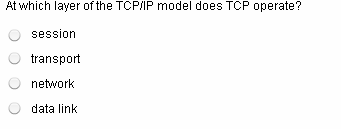 At which layer of the TCP/IP model does TCP operate?
session
transport
network
data link